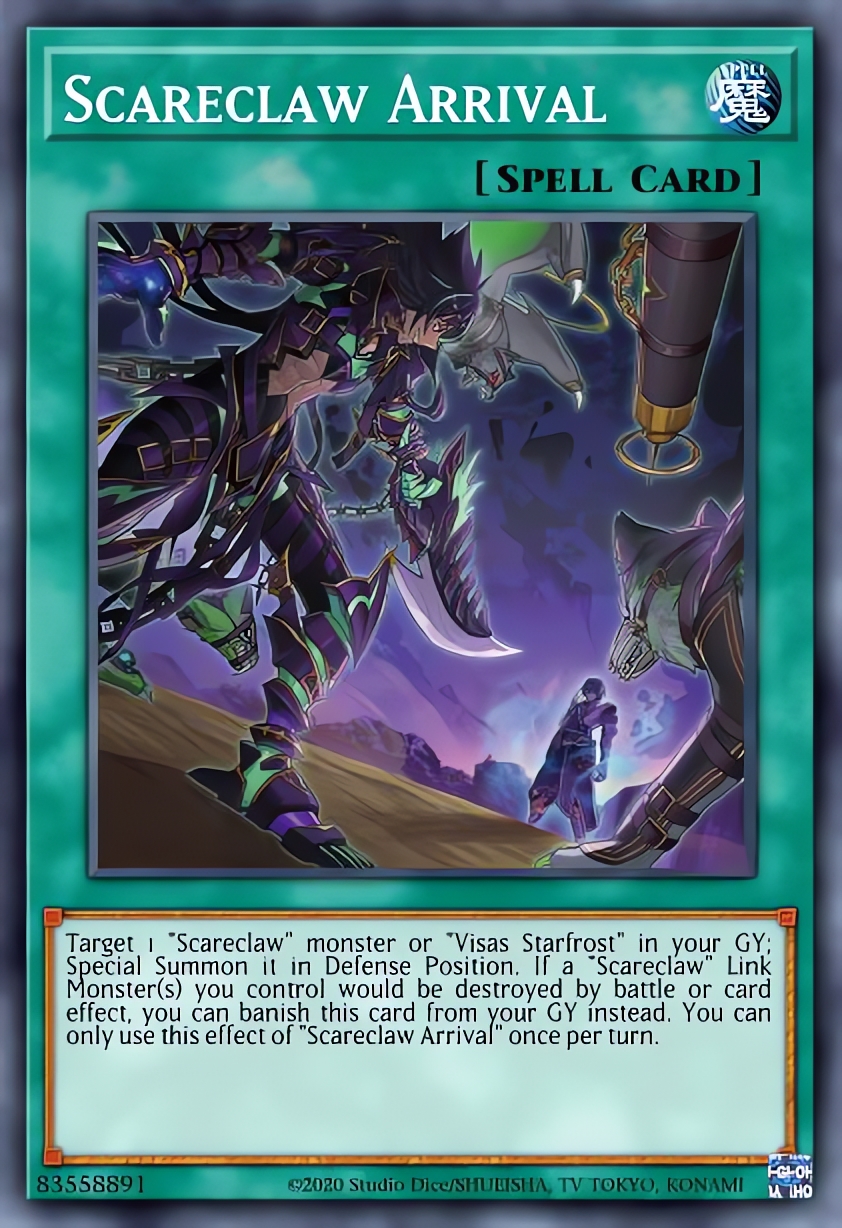 SCARECLAW ARRIVAL
魔
[SPELL CARD]
Target 1 "Scareclaw" monster or "Visas Starfrost" in your GY;
Special Summon it in Defense Position. If a "Scareclaw" Link
Monster(s) you control would be destroyed by battle or card
effect, you can banish this card from your GY instead. You can
only use this effect of "Scareclaw Arrival" once per turn.
83558891
©2020 Studio Dice/SHUEISHA, TV TOKYO, KONAMI